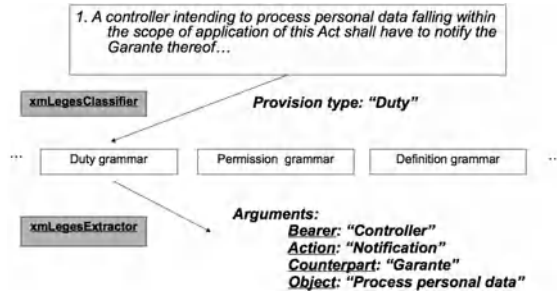 1. A controller intending to process personal data falling within
the scope of application of this Act shall have to notify the
Garante thereof…
xmLegesClassifier
Provision type: “Duty”
... Duty grammar Permission grammar Definition grammar ...
xmLegesExtractor
Arguments:
Bearer: “Controller”
Action: “Notification”
Counterpart: “Garante”
Object: “Process personal data”